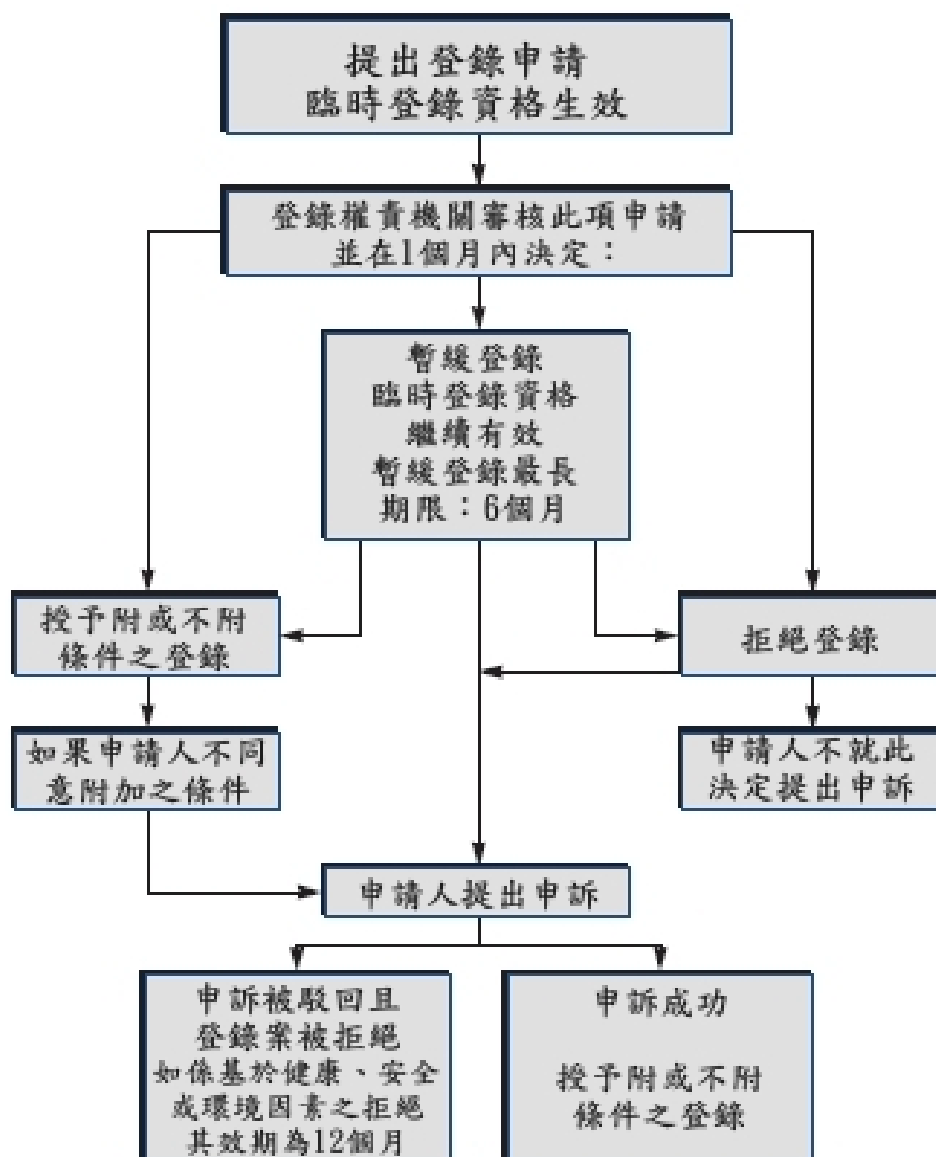 提出登錄申請
臨時登錄資格生效
登錄權責機關審核此項申請
並在1個月內決定：
暫緩登錄
臨時登錄資格
繼續有效
暫緩登錄最長
期限：6個月
授予附或不附
條件之登錄
拒絕登錄
如果申請人不同
意附加之條件
申請人不就此
決定提出申訴
申請人提出申訴
申訴被駁回且
登錄案被拒絕
如係基於健康、安全
或環境因素之拒絕
其效期為12個月
申訴成功
授予附或不附
條件之登錄